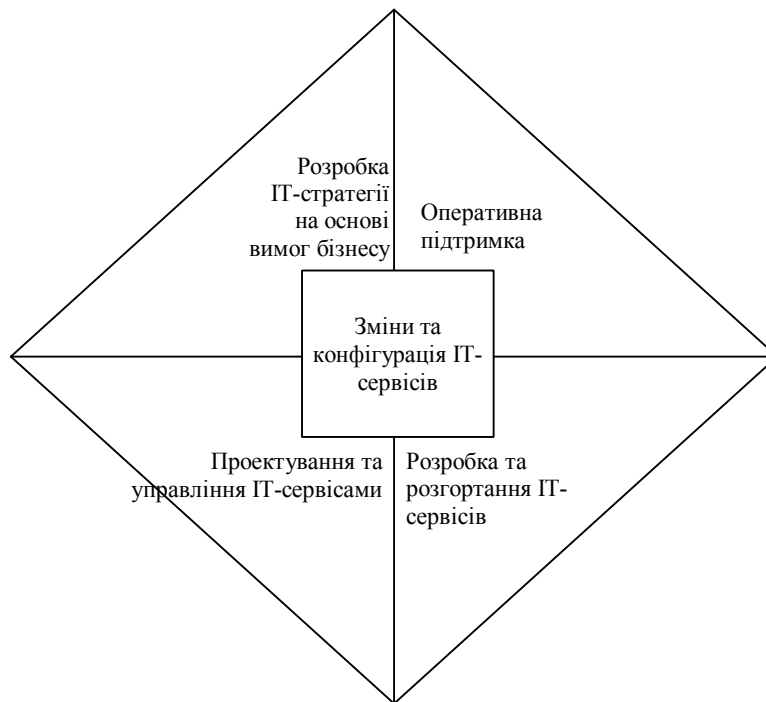 Розробка
ІТ-стратегії
на основі
вимог бізнесу
Оперативна
підтримка
Зміни та
конфігурація ІТ-
сервісів
Проектування та
управління ІТ-сервісами
Розробка та
розгортання ІТ-
сервісів